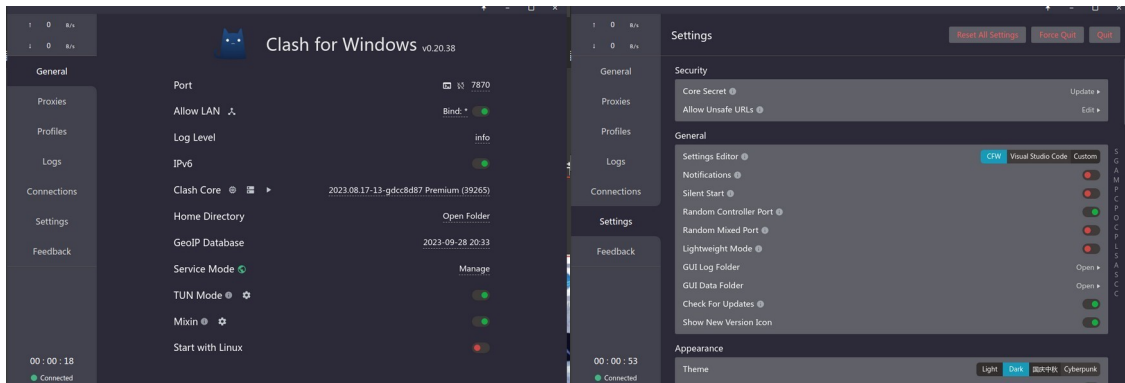 ↑ 0 B/s
↓ 0 B/s
General
Proxies
Profiles
Logs
Connections
Settings
Feedback
00 : 00 : 18
Connected
Clash for Windows v0.20.38
Port 7870
Allow LAN Bind: *
Log Level info
IPv6
Clash Core 2023.08.17-13-gdcc8d87 Premium (39265)
Home Directory Open Folder
GeoIP Database 2023-09-28 20:33
Service Mode Manage
TUN Mode
Mixin
Start with Linux
↑ 0 B/s
↓ 0 B/s
General
Proxies
Profiles
Logs
Connections
Settings
Feedback
00 : 00 : 53
Connected
Settings Reset All Settings Force Quit Quit
Security
Core Secret Update
Allow Unsafe URLs Edit
General
Settings Editor CFW Visual Studio Code Custom
Notifications
Silent Start
Random Controller Port
Random Mixed Port
Lightweight Mode
GUI Log Folder Open
GUI Data Folder Open
Check For Updates
Show New Version Icon
Appearance
Theme Light Dark 国庆中秋 Cyberpunk
S
G
A
M
P
C
P
O
C
P
L
S
A
S
C
C